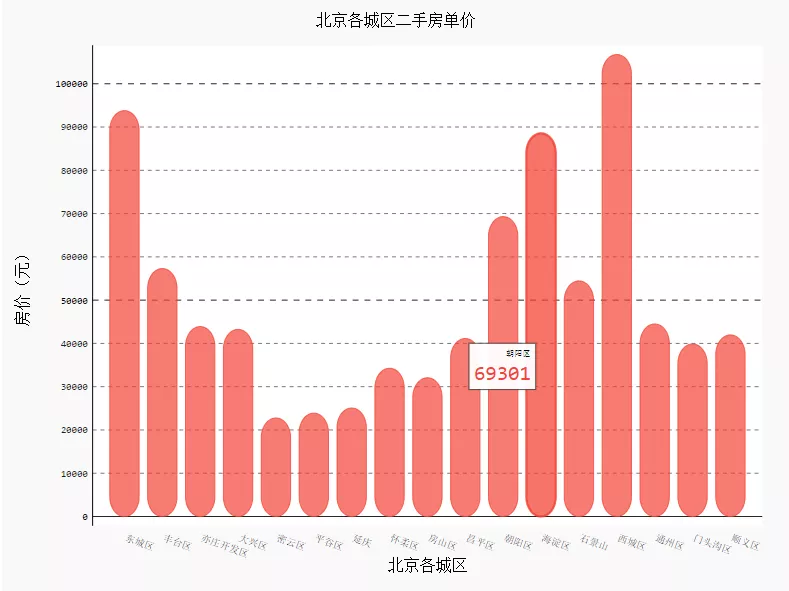 北京各城区二手房单价
房价（元）
100000
90000
80000
70000
60000
50000
40000
30000
20000
10000
0
朝阳区
69301
东城区
丰台区
亦庄开发区
大兴区
密云区
平谷区
延庆
怀柔区
房山区
昌平区
朝阳区
海淀区
石景山
西城区
通州区
门头沟区
顺义区
北京各城区